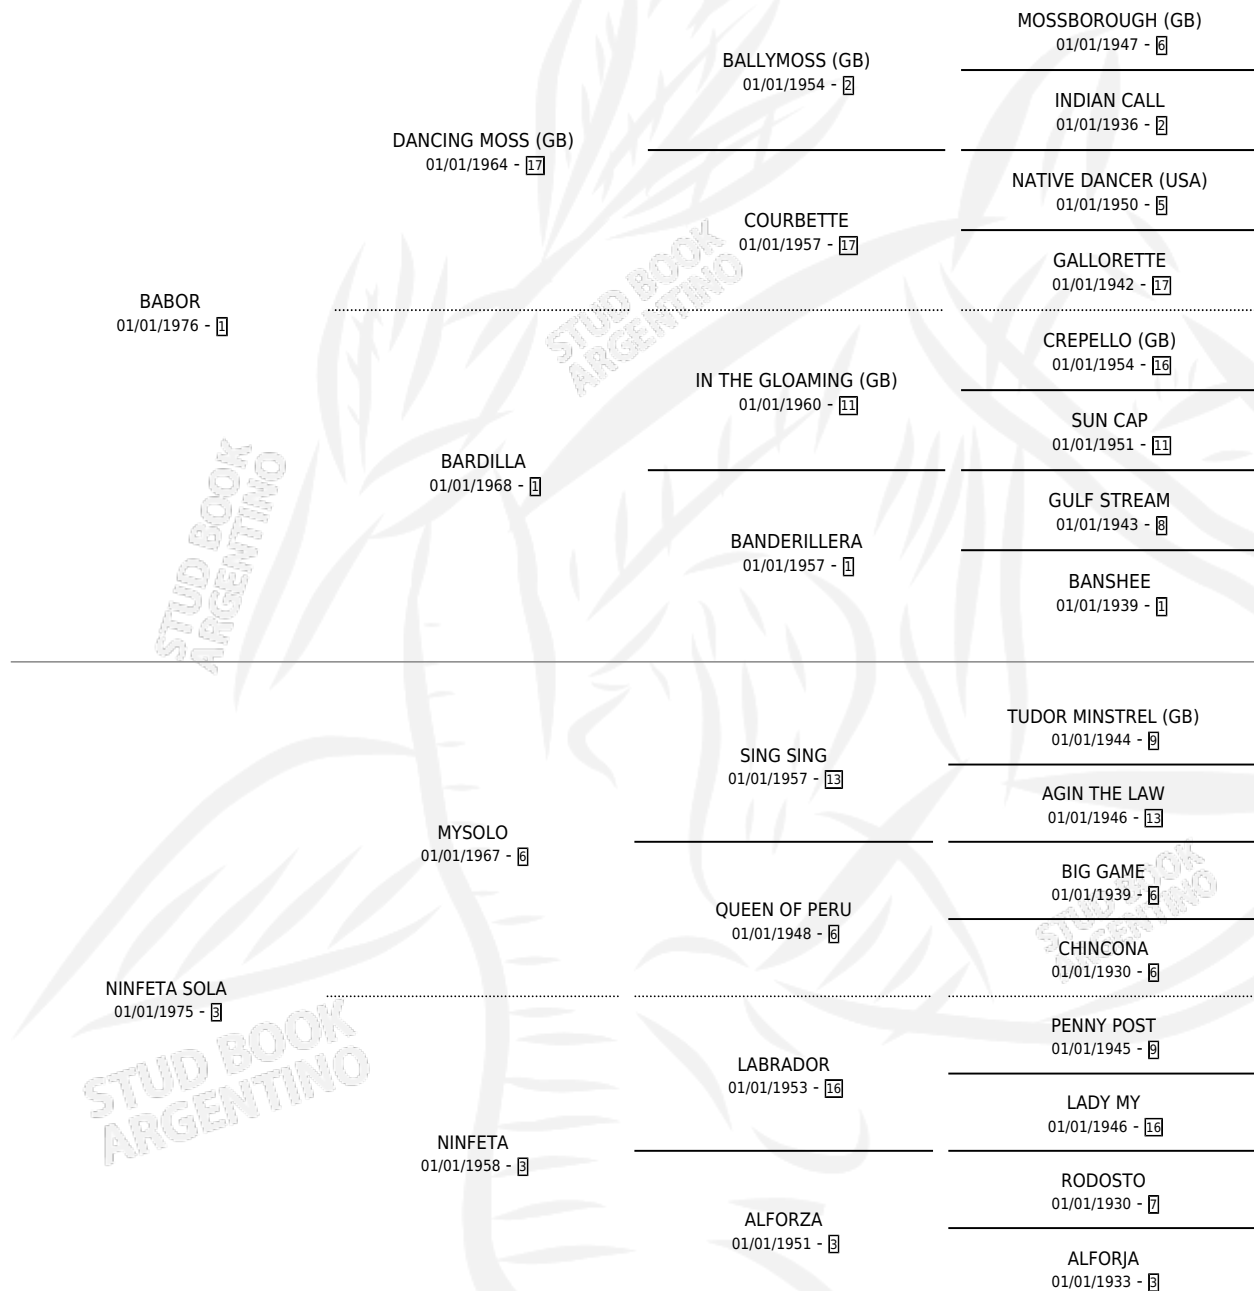 MOSSBOROUGH (GB)
01/01/1947 - 6
BALLYMOSS (GB)
01/01/1954 - 2
INDIAN CALL
01/01/1936 - 2
DANCING MOSS (GB)
01/01/1964 - 17
NATIVE DANCER (USA)
01/01/1950 - 5
COURBETTE
01/01/1957 - 17
GALLORETTE
01/01/1942 - 17
BABOR
01/01/1976 - 1
CREPELLO (GB)
01/01/1954 - 16
IN THE GLOAMING (GB)
01/01/1960 - 11
SUN CAP
01/01/1951 - 11
BARDILLA
01/01/1968 - 1
GULF STREAM
01/01/1943 - 8
BANDERILLERA
01/01/1957 - 1
BANSHEE
01/01/1939 - 1
TUDOR MINSTREL (GB)
01/01/1944 - 9
SING SING
01/01/1957 - 13
AGIN THE LAW
01/01/1946 - 13
MYSOLO
01/01/1967 - 6
BIG GAME
01/01/1939 - 6
QUEEN OF PERU
01/01/1948 - 6
CHINCONA
01/01/1930 - 6
NINFETA SOLA
01/01/1975 - 3
PENNY POST
01/01/1945 - 9
LABRADOR
01/01/1953 - 16
LADY MY
01/01/1946 - 16
NINFETA
01/01/1958 - 3
RODOSTO
01/01/1930 - 7
ALFORZA
01/01/1951 - 3
ALFORJA
01/01/1933 - 3
STUD BOOK
ARGENTINO
STUD BOOK
ARGENTINO
STUD BOOK
ARGENTINO
STUD BOOK
ARGENTINO